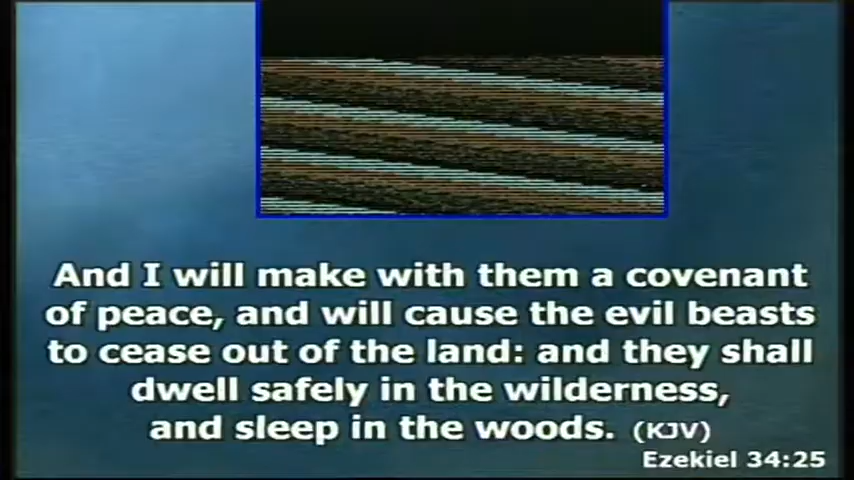 And I will make with them a covenant
of peace, and will cause the evil beasts
to cease out of the land: and they shall
dwell safely in the wilderness,
and sleep in the woods. (KJV)
Ezekiel 34:25